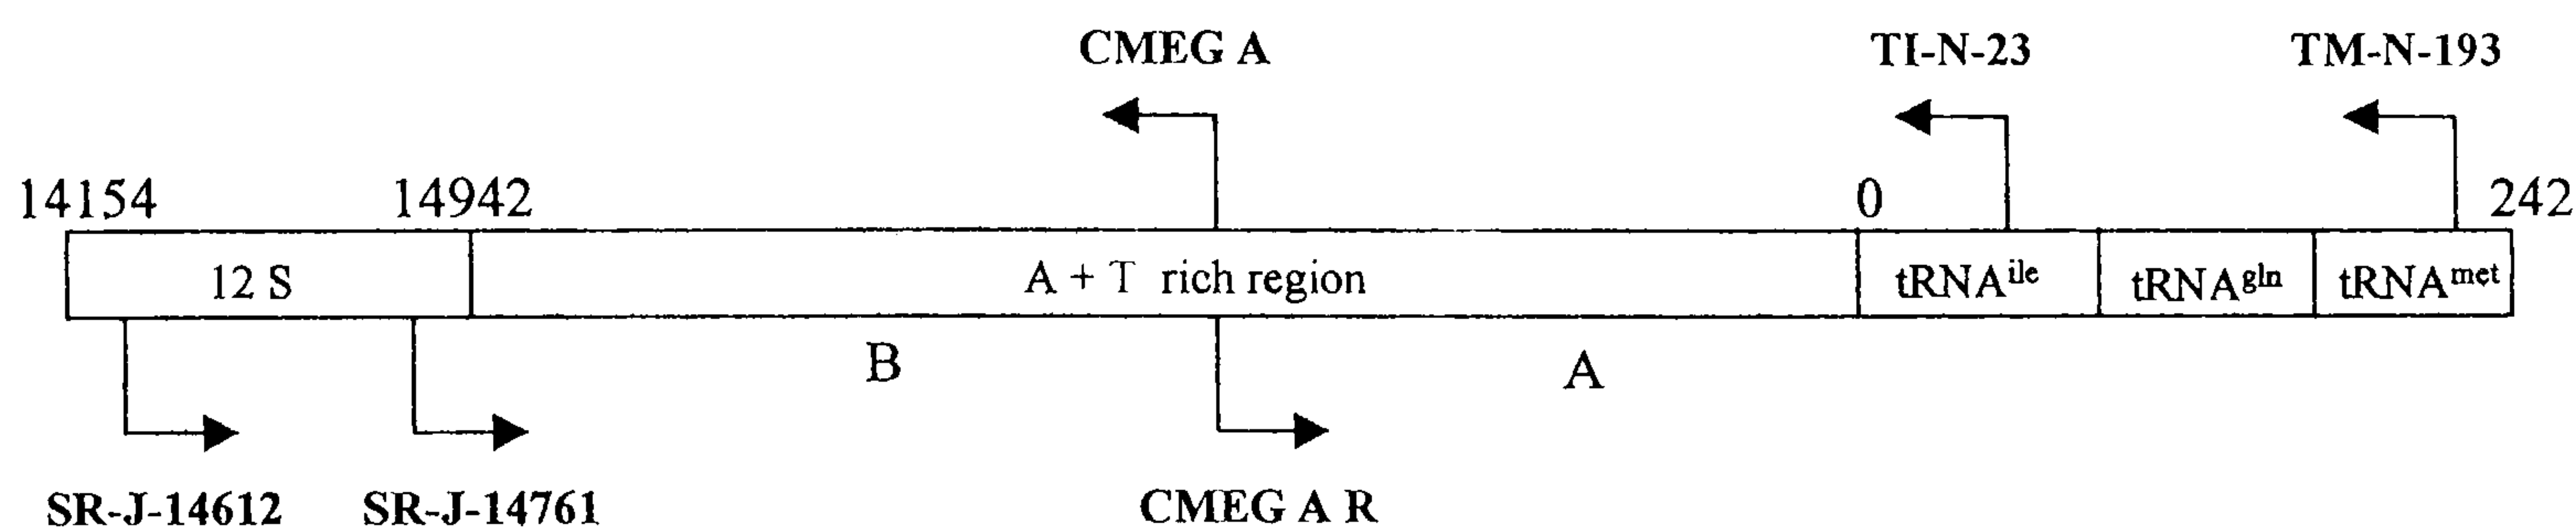 CMEG A TI-N-23 TM-N-193
14154 14942 0 242
12 S A + T rich region tRNAile tRNAgln tRNAmet
B A
SR-J-14612 SR-J-14761 CMEG A R